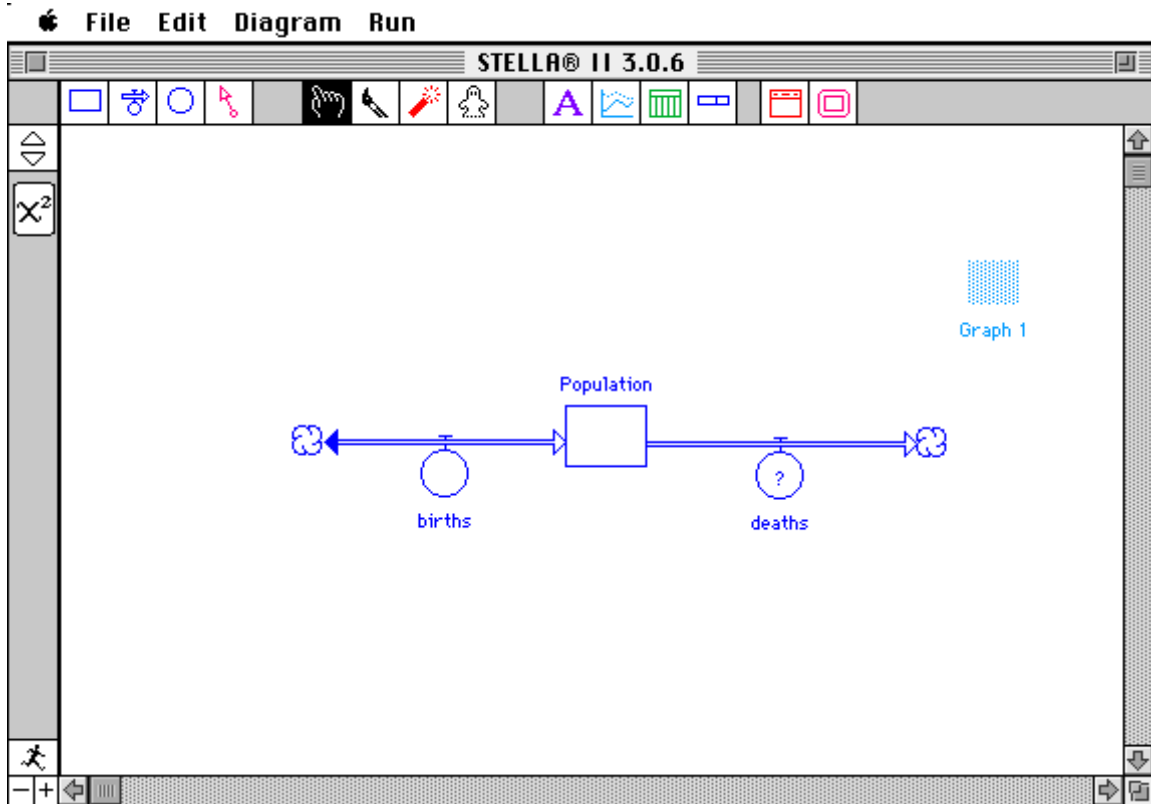 File Edit Diagram Run
STELLA® II 3.0.6
A
X²
Graph 1
Population
?
births
deaths
− +